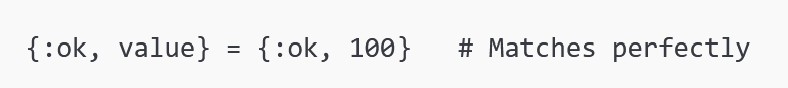 {:ok, value} = {:ok, 100}   # Matches perfectly